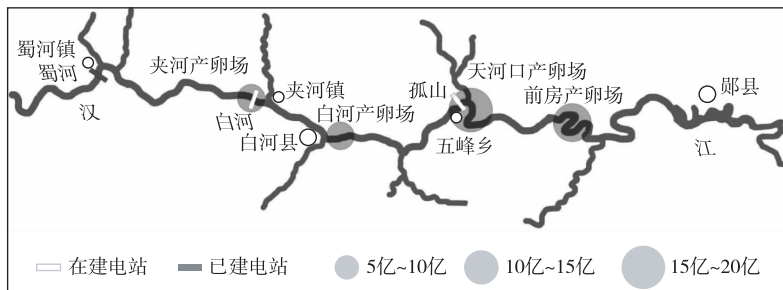 蜀河镇
蜀河
汉
夹河产卵场
白河
夹河镇
白河县
白河产卵场
孤山
天河口产卵场
五峰乡
前房产卵场
郧县
江
在建电站
已建电站
5亿~10亿
10亿~15亿
15亿~20亿